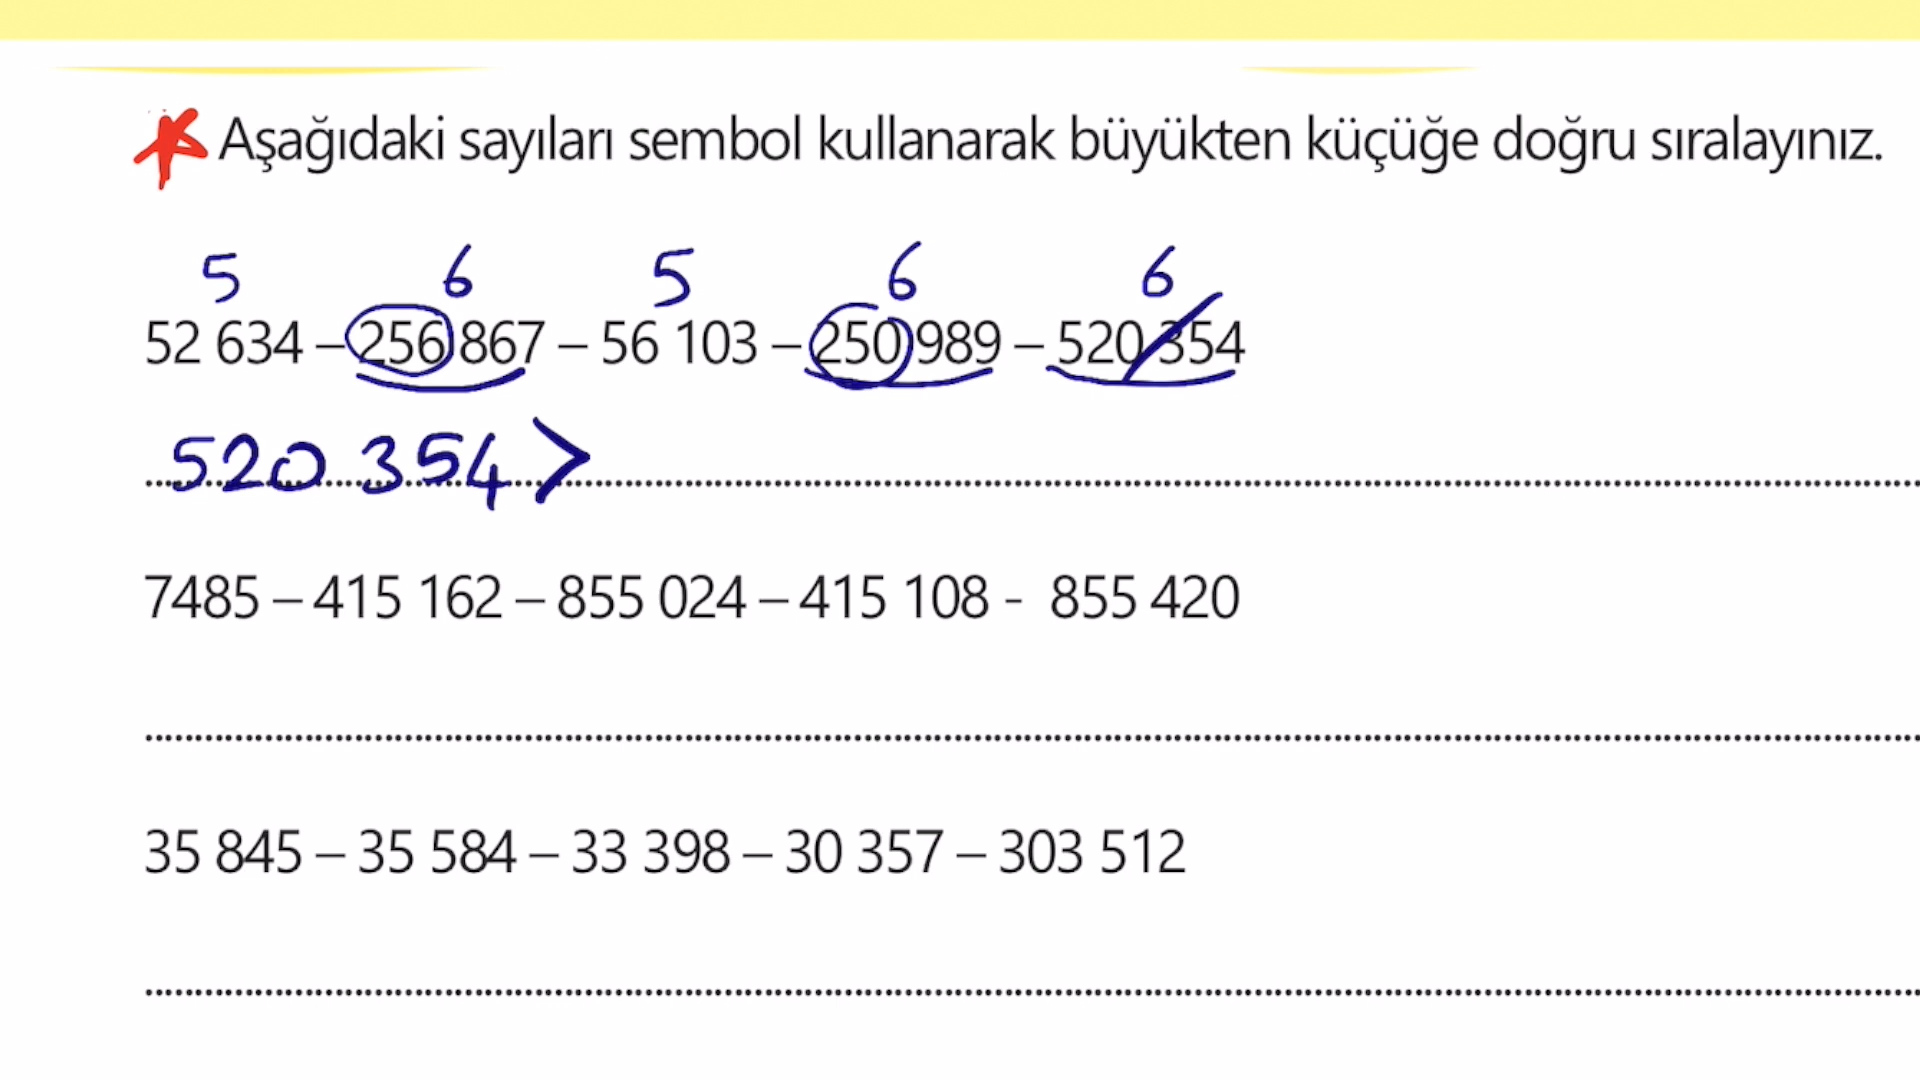 Aşağıdaki sayıları sembol kullanarak büyükten küçüğe doğru sıralayınız.
5 6 5 6 6
52 634 – 256 867 – 56 103 – 250 989 – 520 354
520 354 >
7485 – 415 162 – 855 024 – 415 108 - 855 420
35 845 – 35 584 – 33 398 – 30 357 – 303 512